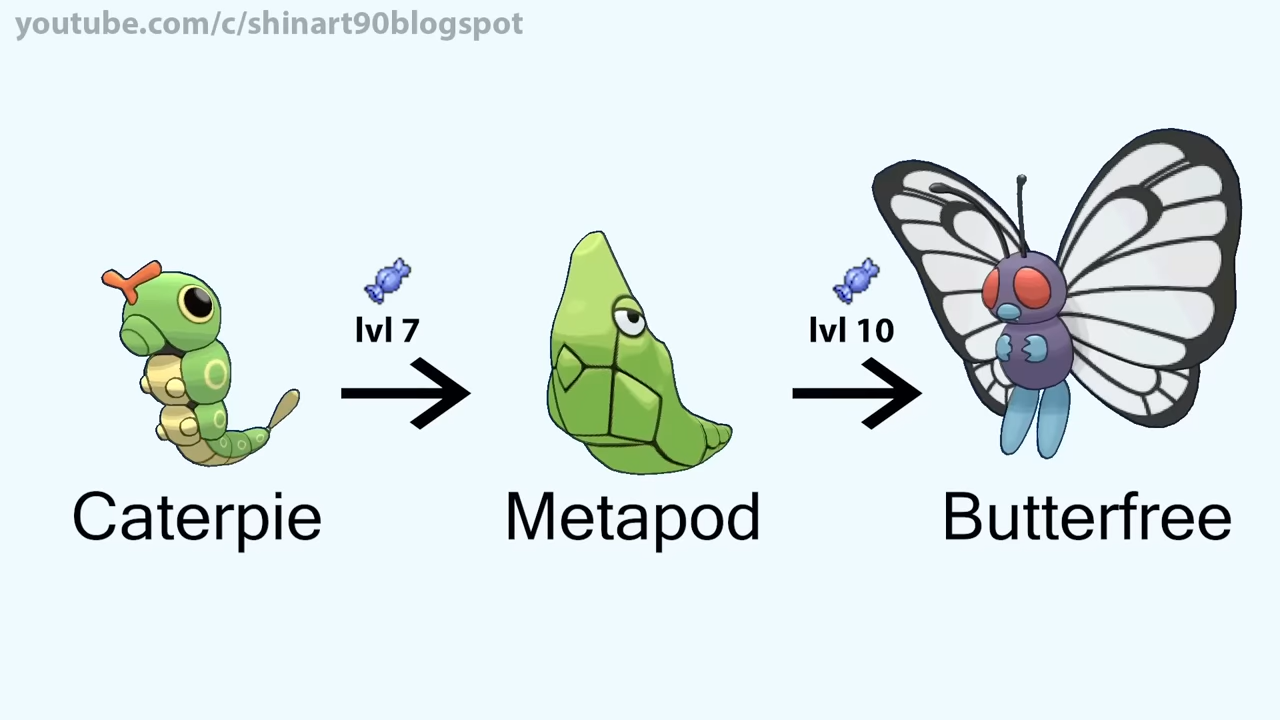 youtube.com/c/shinart90blogspot
lvl 7
lvl 10
Caterpie
Metapod
Butterfree